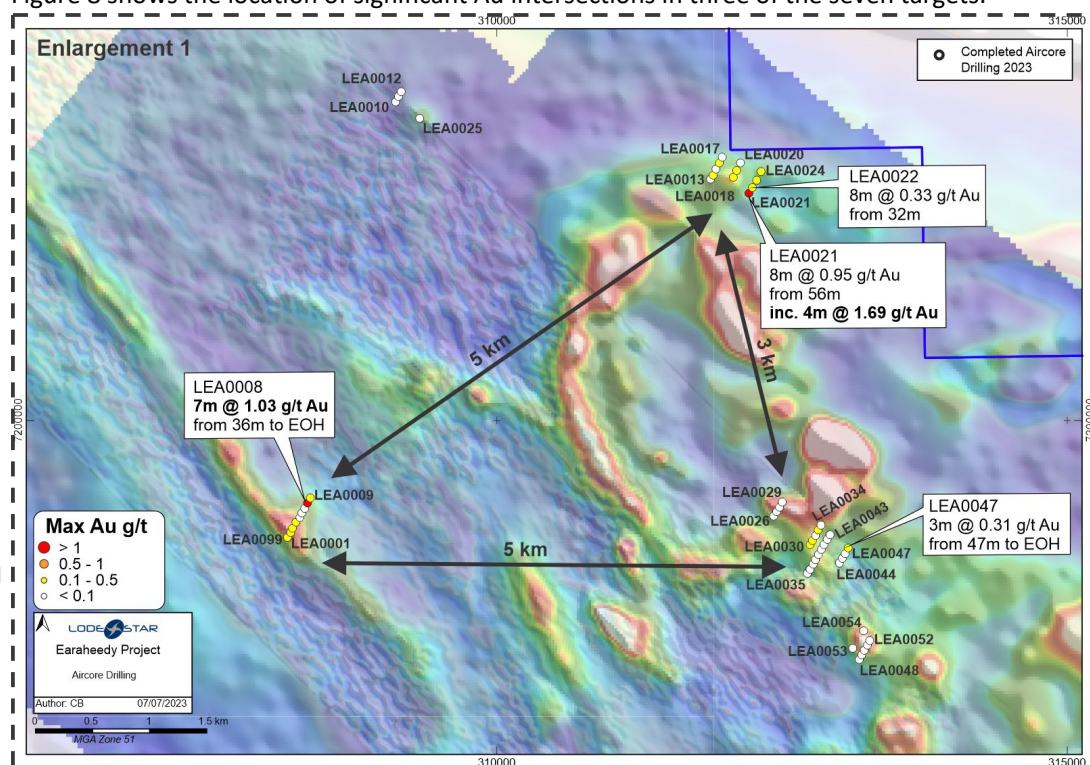 Figure 8 shows the location of significant Au intersections in three of the seven targets.
310000
315000
Enlargement 1
Completed Aircore
Drilling 2023
LEA0012
LEA0010
LEA0025
LEA0017
LEA0020
LEA0024
LEA0013
LEA0018
LEA0021
LEA0022
8m @ 0.33 g/t Au
from 32m
LEA0021
8m @ 0.95 g/t Au
from 56m
inc. 4m @ 1.69 g/t Au
5 km
3 km
LEA0008
7m @ 1.03 g/t Au
from 36m to EOH
7200000
7200000
LEA0009
LEA0099
LEA0001
5 km
LEA0029
LEA0026
LEA0034
LEA0043
LEA0030
LEA0035
LEA0047
LEA0044
LEA0047
3m @ 0.31 g/t Au
from 47m to EOH
LEA0054
LEA0052
LEA0053
LEA0048
Max Au g/t
> 1
0.5 - 1
0.1 - 0.5
< 0.1
LODESTAR
Earaheedy Project
Aircore Drilling
Author: CB
07/07/2023
0 0.5 1 1.5 km
MGA Zone 51
310000
315000